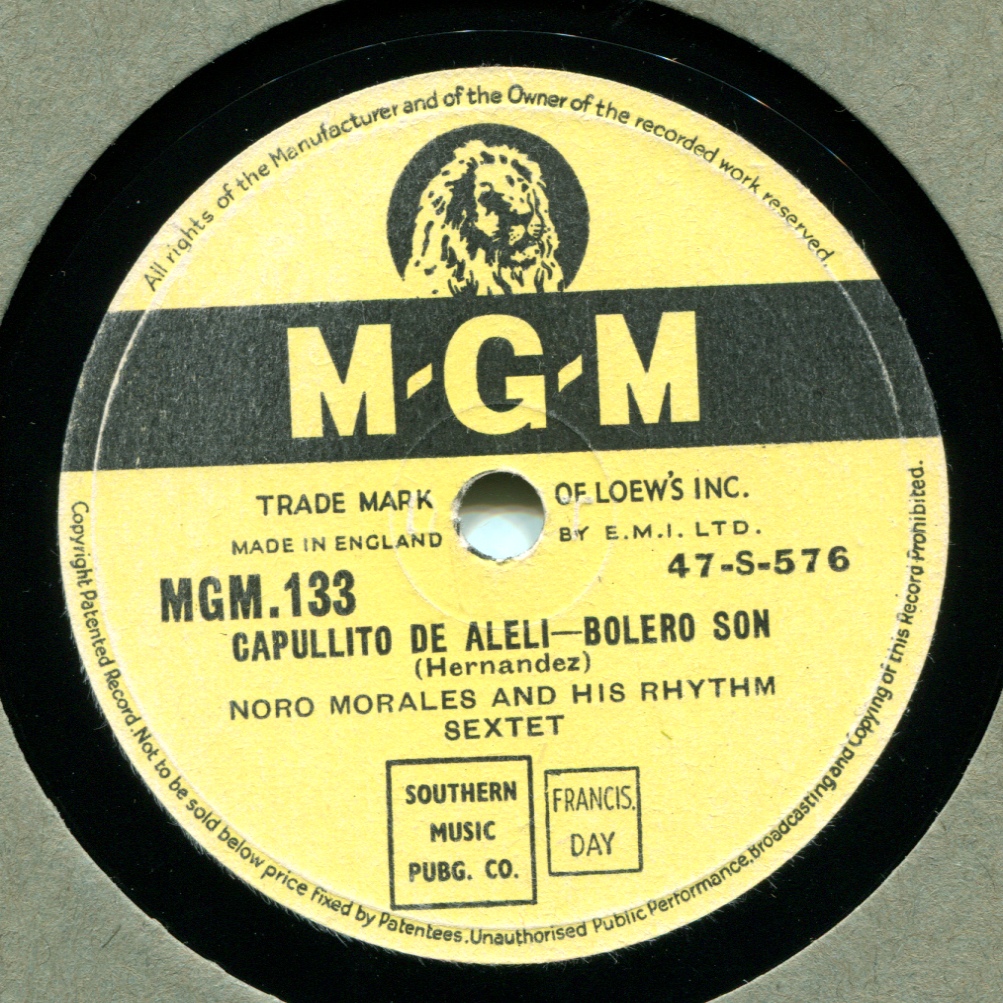 All rights of the Manufacturer and of the Owner of the recorded work reserved.
M-G-M
TRADE MARK OF LOEW'S INC.
MADE IN ENGLAND BY E.M.I. LTD.
47-S-576
MGM.133
CAPULLITO DE ALELI—BOLERO SON
(Hernandez)
NORO MORALES AND HIS RHYTHM
SEXTET
SOUTHERN
MUSIC
PUBG. CO.
FRANCIS,
DAY
Copyright Patented Record. Not to be sold below price fixed by Patentees. Unauthorised Public Performance, Broadcasting and Copying of this Record Prohibited.